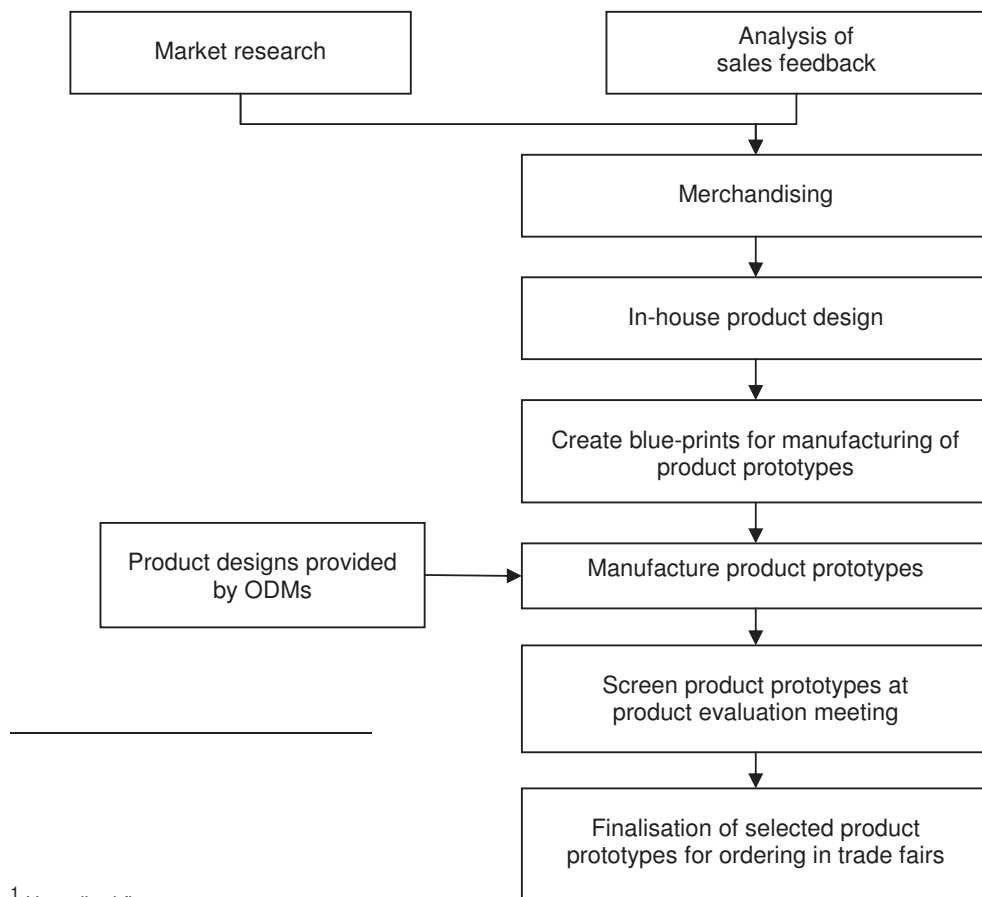 Market research
Analysis of
sales feedback
Merchandising
In-house product design
Create blue-prints for manufacturing of
product prototypes
Product designs provided
by ODMs
Manufacture product prototypes
Screen product prototypes at
product evaluation meeting
Finalisation of selected product
prototypes for ordering in trade fairs
1